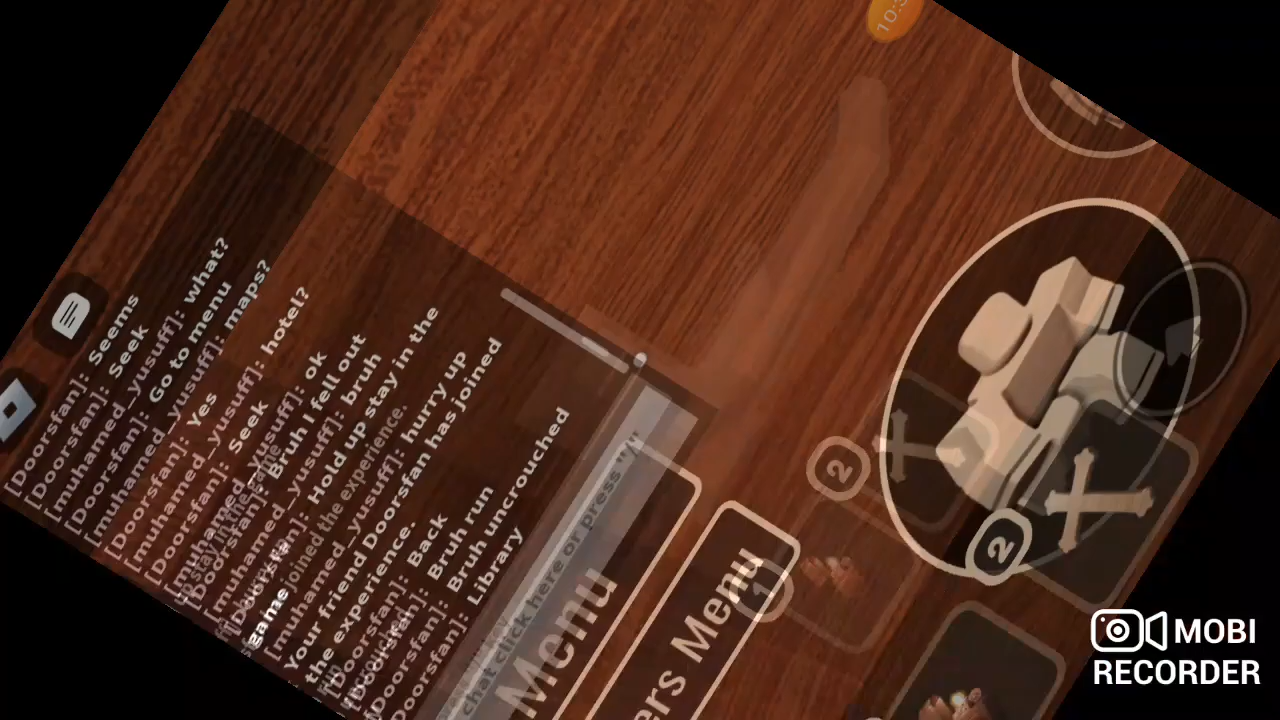 [Doorsfan]: Seems
[Doorsfan]: Seek
[muhamed_yusuff]: what?
[Doorsfan]: Go to menu
[muhamed_yusuff]: maps?
[Doorsfan]: Yes
[muhamed_yusuff]: hotel?
[Doorsfan]: Seek
[muhamed_yusuff]: ok
[Doorsfan]: Bruh I fell out
[muhamed_yusuff]: bruh
[Doorsfan]: Hold up stay in the
game
[muhamed_yusuff]: hurry up
Your friend Doorsfan has joined
the experience.
[Doorsfan]: Back
[Doorsfan]: Bruh run
[Doorsfan]: Bruh uncrouched
Library
joined the experience.
chat click here or press "/"
Menu
ers Menu
10:3
2
2
1
MOBI
RECORDER